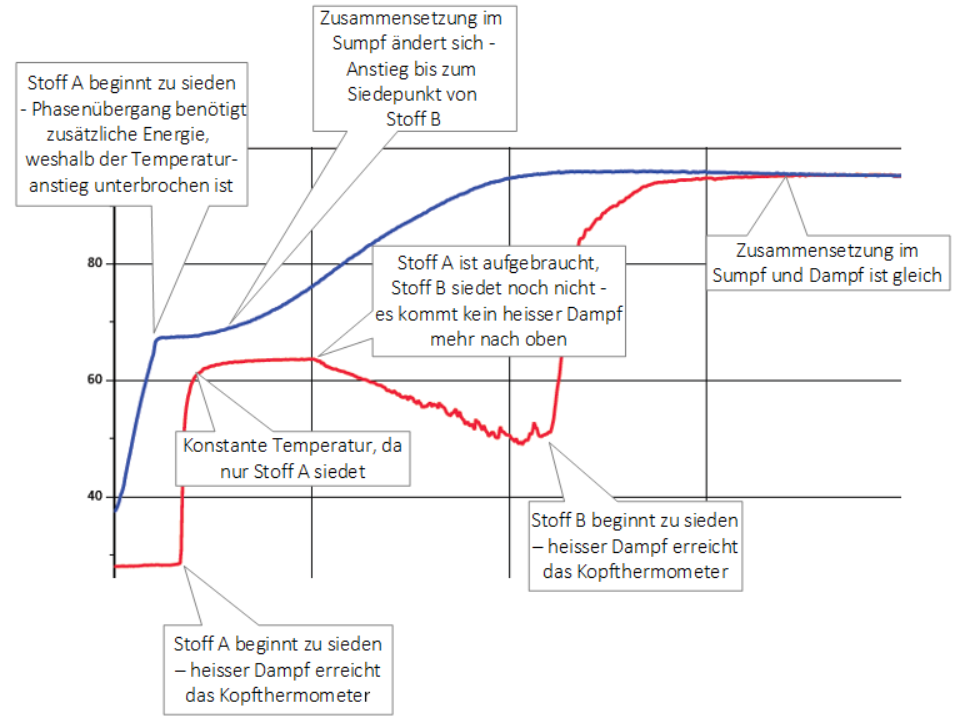 Zusammensetzung im
Sumpf ändert sich -
Anstieg bis zum
Siedepunkt von
Stoff B
Stoff A beginnt zu sieden
- Phasenübergang benötigt
zusätzliche Energie,
weshalb der Temperatur-
anstieg unterbrochen ist
80
Stoff A ist aufgebraucht,
Stoff B siedet noch nicht -
es kommt kein heisser Dampf
mehr nach oben
Zusammensetzung im
Sumpf und Dampf ist gleich
60
Konstante Temperatur, da
nur Stoff A siedet
40
Stoff B beginnt zu sieden
– heisser Dampf erreicht
das Kopfthermometer
Stoff A beginnt zu sieden
– heisser Dampf erreicht
das Kopfthermometer